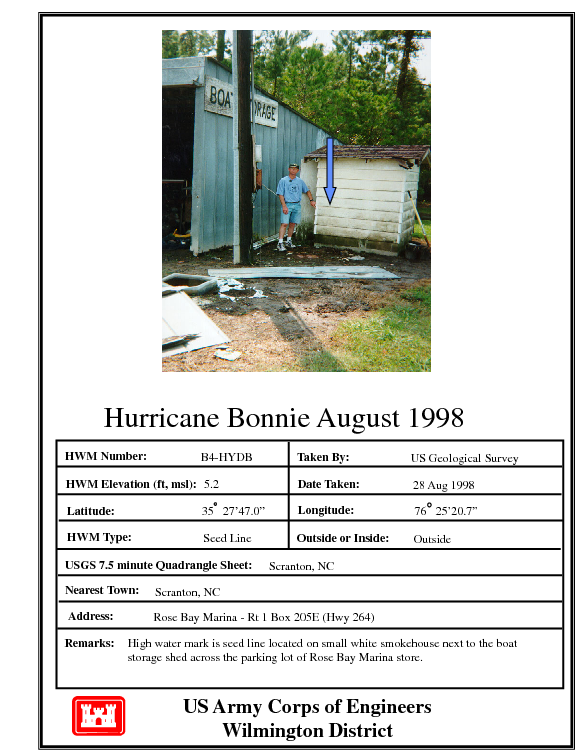 BOAT STORAGE
Hurricane Bonnie August 1998
HWM Number: B4-HYDB Taken By: US Geological Survey
HWM Elevation (ft, msl): 5.2 Date Taken: 28 Aug 1998
Latitude: 35° 27'47.0” Longitude: 76° 25'20.7”
HWM Type: Seed Line Outside or Inside: Outside
USGS 7.5 minute Quadrangle Sheet: Scranton, NC
Nearest Town: Scranton, NC
Address: Rose Bay Marina - Rt 1 Box 205E (Hwy 264)
Remarks: High water mark is seed line located on small white smokehouse next to the boat
storage shed across the parking lot of Rose Bay Marina store.
US Army Corps of Engineers
Wilmington District